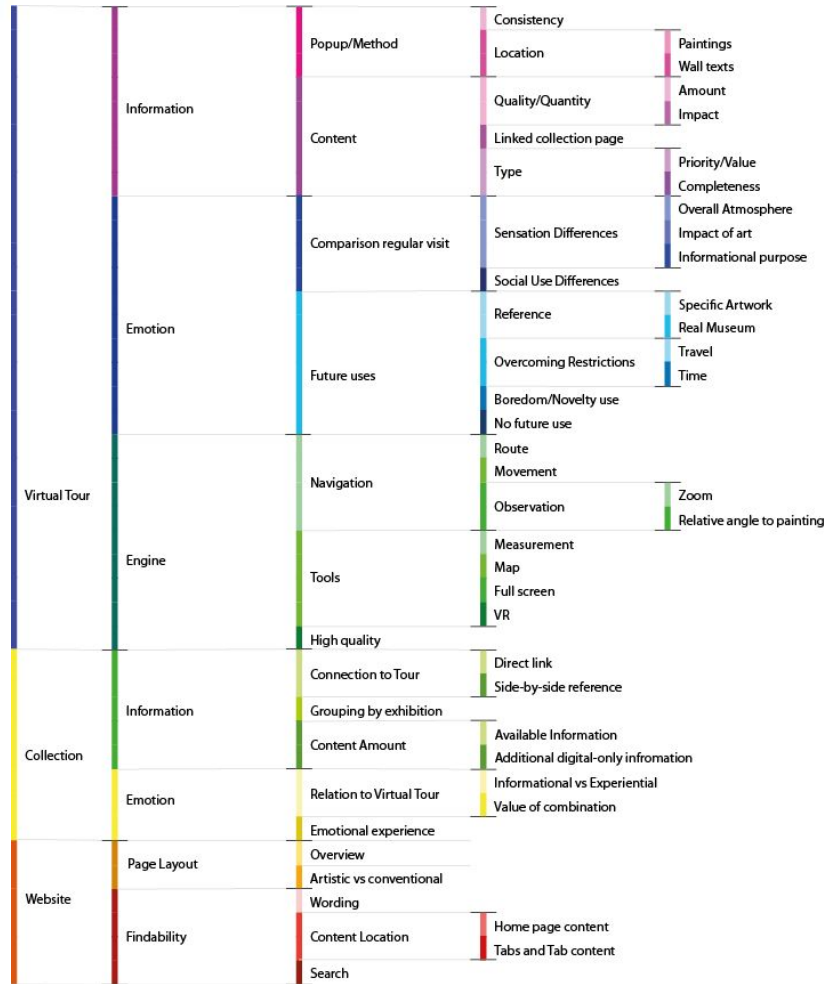 Virtual Tour
Information
Popup/Method
Consistency
Location
Paintings
Wall texts
Content
Quality/Quantity
Amount
Impact
Linked collection page
Type
Priority/Value
Completeness
Emotion
Comparison regular visit
Sensation Differences
Overall Atmosphere
Impact of art
Informational purpose
Social Use Differences
Future uses
Reference
Specific Artwork
Real Museum
Overcoming Restrictions
Travel
Time
Boredom/Novelty use
No future use
Engine
Navigation
Route
Movement
Observation
Zoom
Relative angle to painting
Tools
Measurement
Map
Full screen
VR
High quality
Collection
Information
Connection to Tour
Direct link
Side-by-side reference
Grouping by exhibition
Content Amount
Available Information
Additional digital-only infromation
Emotion
Relation to Virtual Tour
Informational vs Experiential
Value of combination
Emotional experience
Website
Page Layout
Overview
Artistic vs conventional
Findability
Wording
Content Location
Home page content
Tabs and Tab content
Search